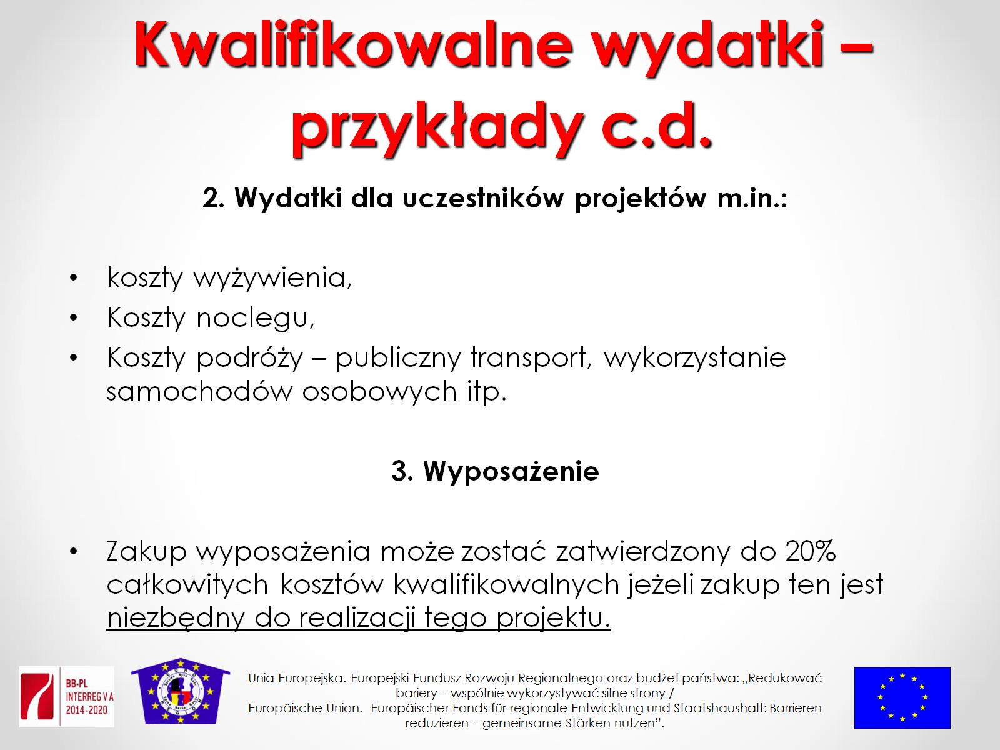 Kwalifikowalne wydatki –
przykłady c.d.
2. Wydatki dla uczestników projektów m.in.:
• koszty wyżywienia,
• Koszty noclegu,
• Koszty podróży – publiczny transport, wykorzystanie
samochodów osobowych itp.
3. Wyposażenie
• Zakup wyposażenia może zostać zatwierdzony do 20%
całkowitych kosztów kwalifikowalnych jeżeli zakup ten jest
niezbędny do realizacji tego projektu.
BB-PL
INTERREG V A
2014-2020
EURO
REGION
Unia Europejska. Europejski Fundusz Rozwoju Regionalnego oraz budżet państwa: „Redukować
bariery – wspólnie wykorzystywać silne strony /
Europäische Union. Europäischer Fonds für regionale Entwicklung und Staatshaushalt: Barrieren
reduzieren – gemeinsame Stärken nutzen”.